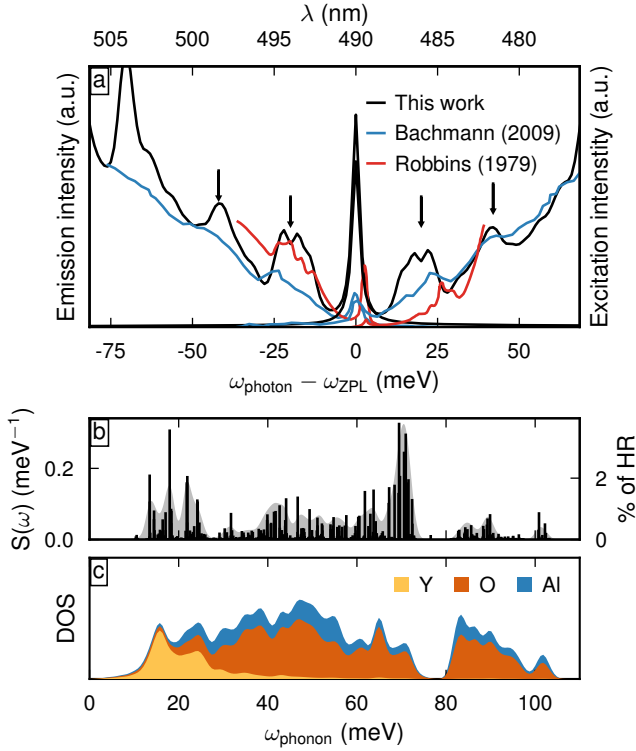 λ (nm)
505 500 495 490 485 480
a
This work
Bachmann (2009)
Robbins (1979)
Emission intensity (a.u.)
Excitation intenstity (a.u.)
-75 -50 -25 0 25 50
ω_photon − ω_ZPL (meV)
b
S(ω) (meV⁻¹)
0.2
0.0
2
0
% of HR
c
Y O Al
DOS
0 20 40 60 80 100
ω_phonon (meV)